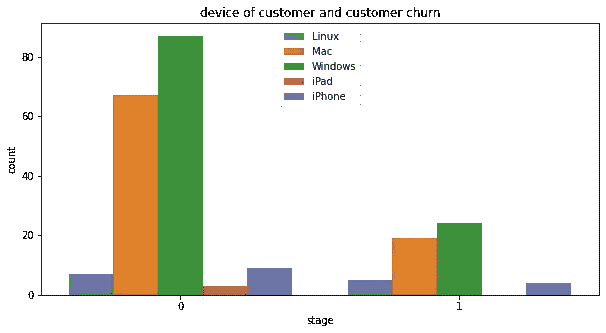 device of customer and customer churn
Linux
Mac
Windows
iPad
iPhone
80
60
40
20
0
count
0
1
stage